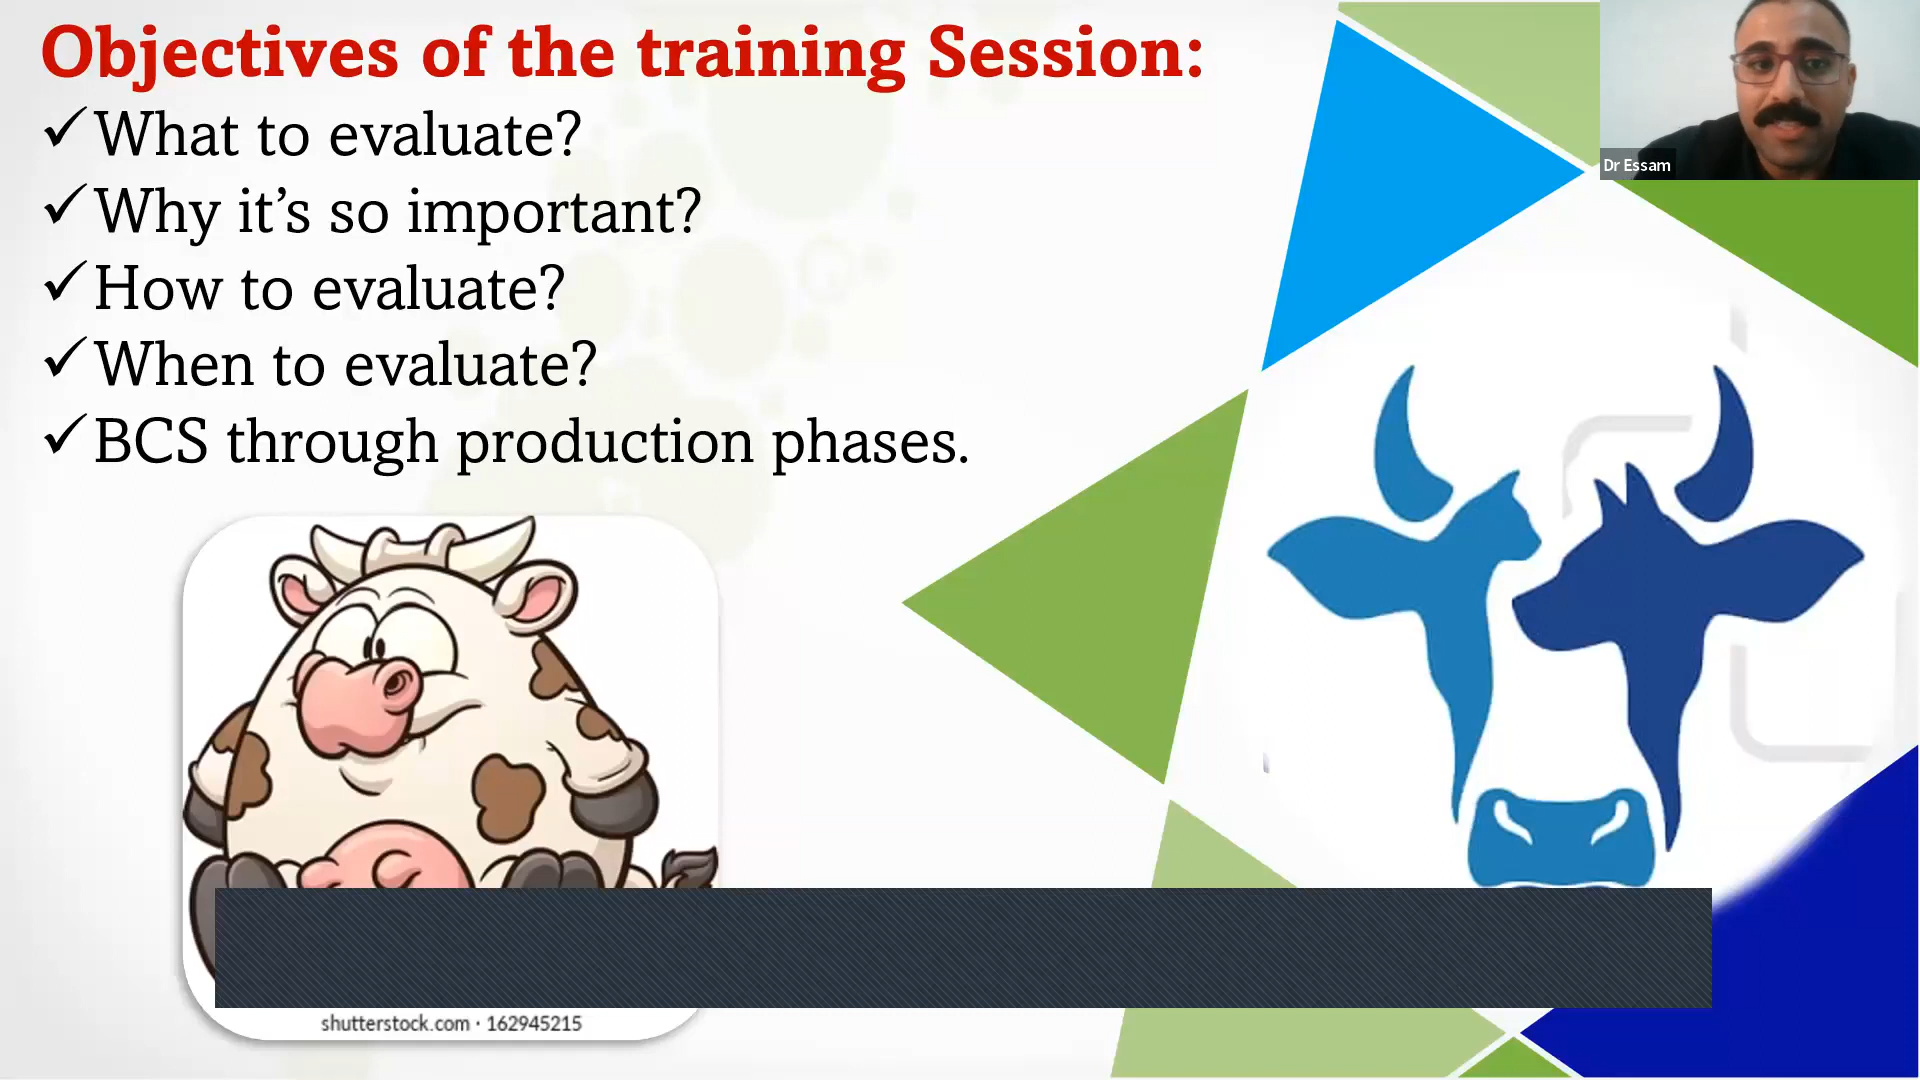 Objectives of the training Session:
✓What to evaluate?
✓Why it’s so important?
✓How to evaluate?
✓When to evaluate?
✓BCS through production phases.
Dr Essam
shutterstock.com · 162945215